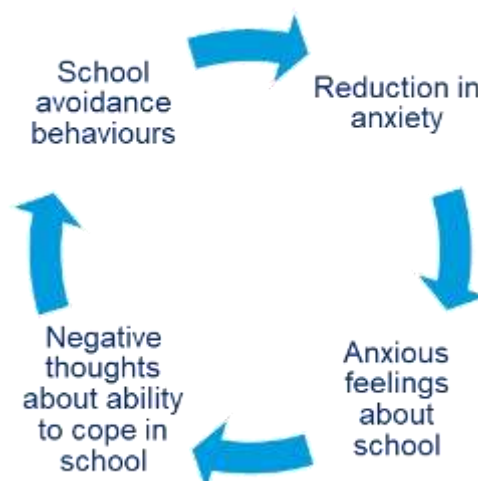 School
avoidance
behaviours
Reduction in
anxiety
Anxious
feelings
about
school
Negative
thoughts
about ability
to cope in
school